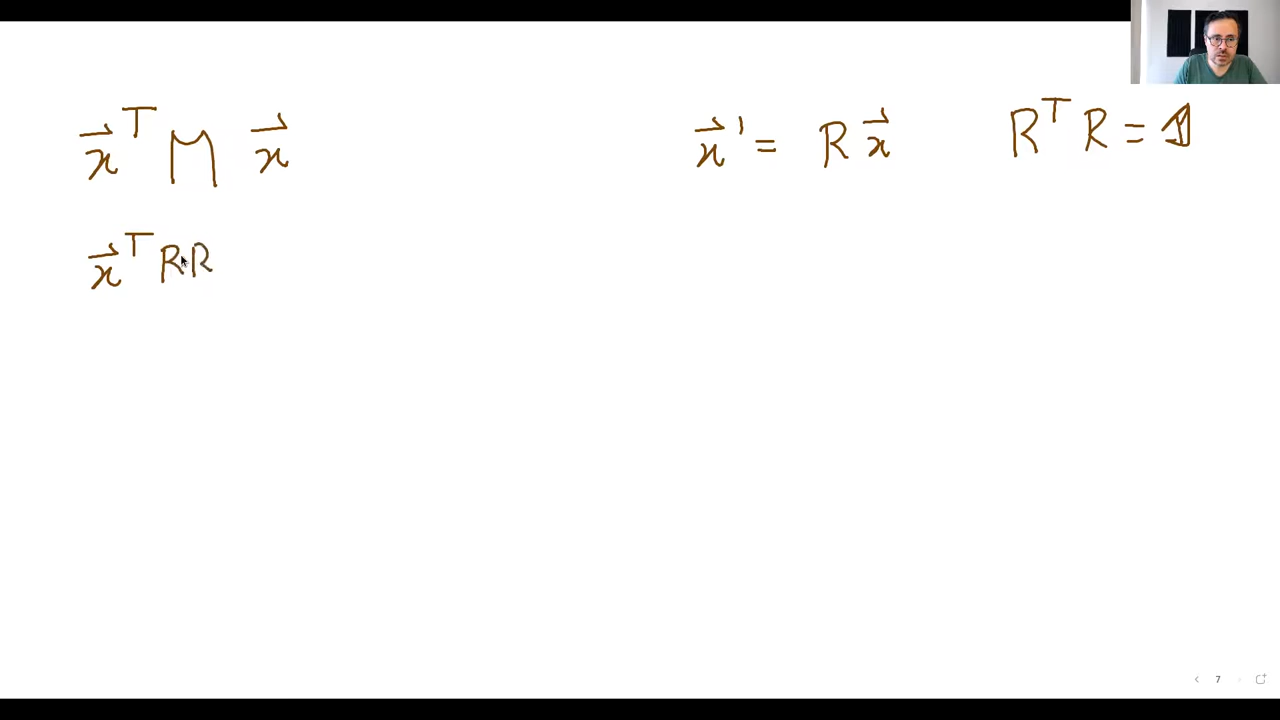 x⃗ᵀ M x⃗
x⃗' = R x⃗
Rᵀ R = 𝟙
x⃗ᵀ R R
7